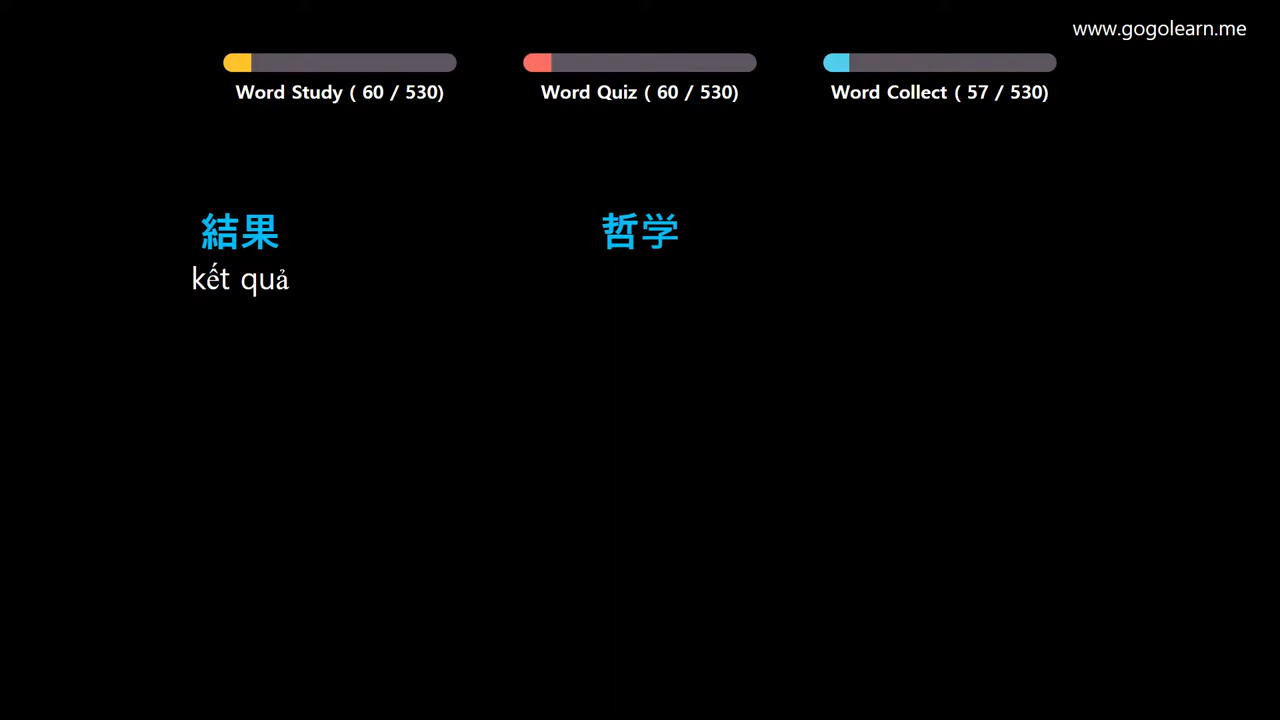 www.gogolearn.me
Word Study ( 60 / 530)
Word Quiz ( 60 / 530)
Word Collect ( 57 / 530)
結果
哲学
kết quả